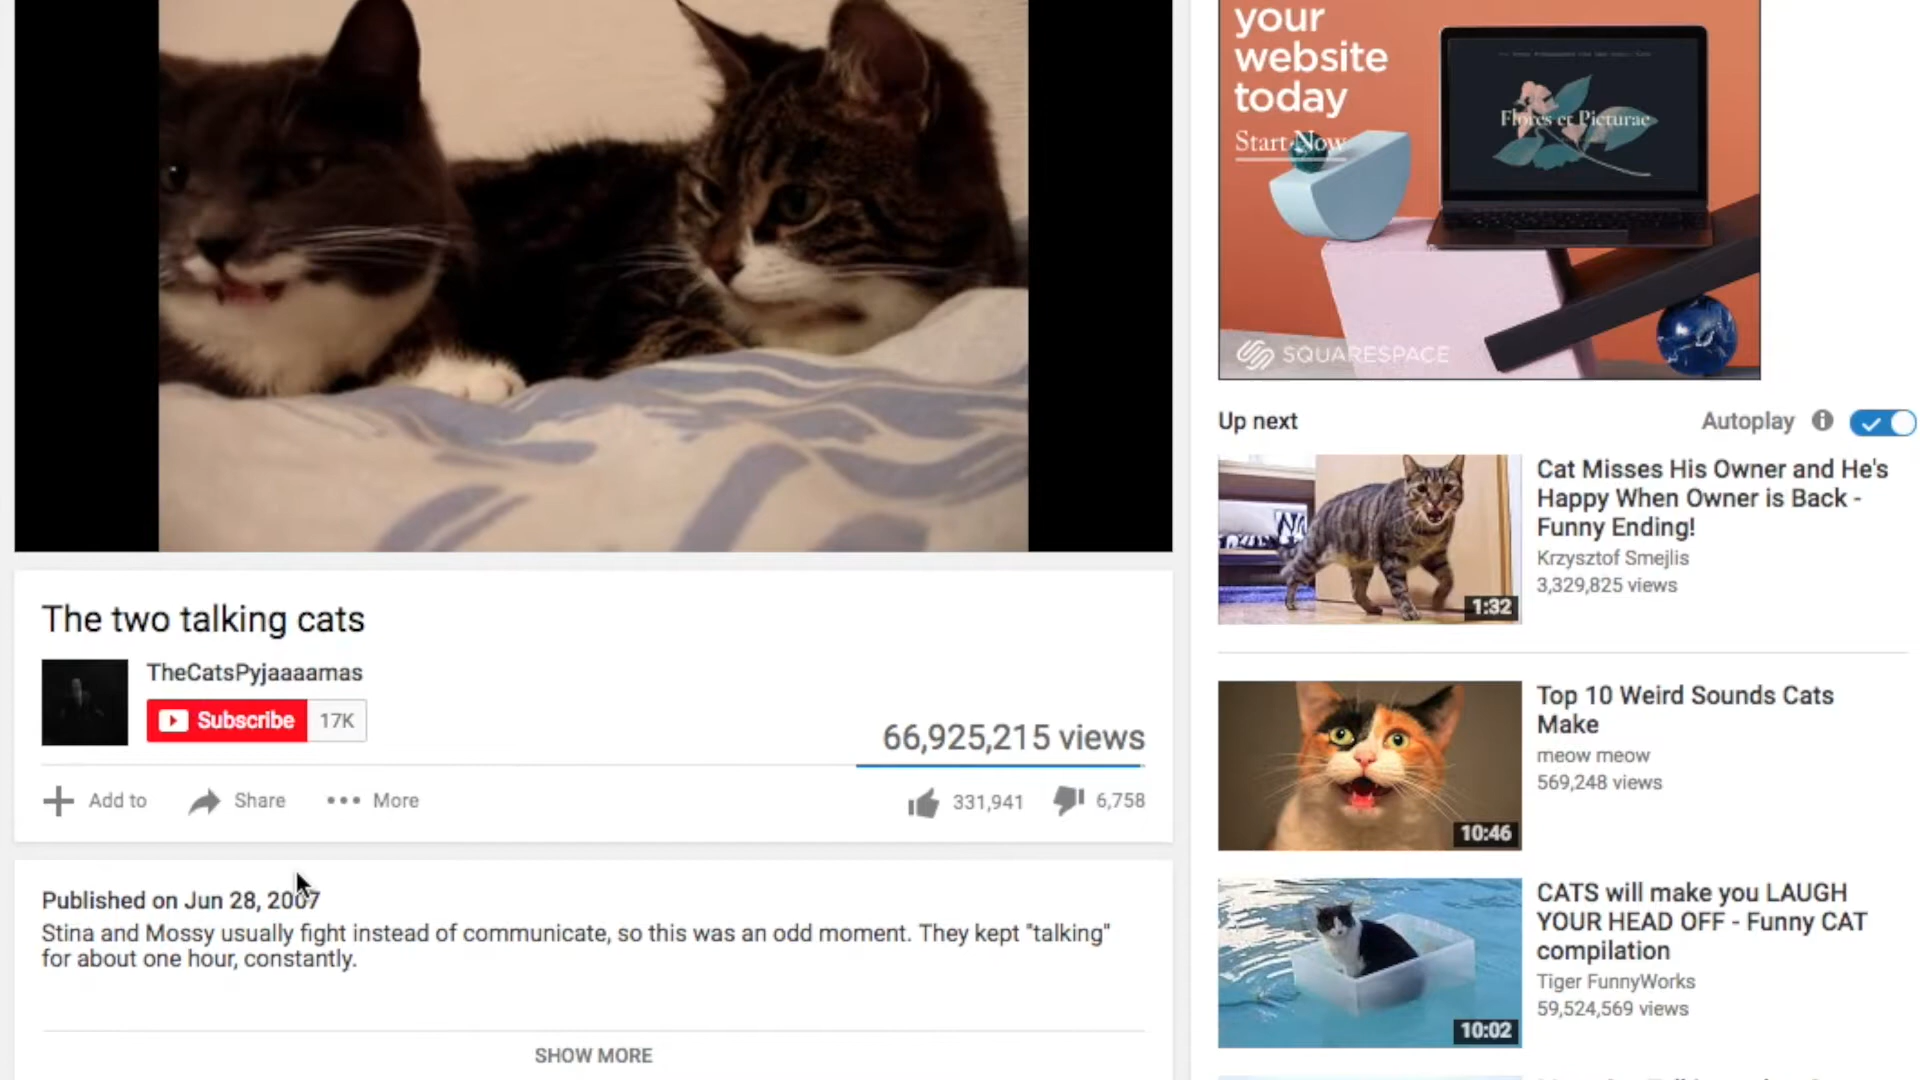 your
website
today
Start Now
Flores et Picturae
SQUARESPACE
The two talking cats
TheCatsPyjaaaamas
Subscribe 17K
66,925,215 views
Add to Share More 331,941 6,758
Published on Jun 28, 2007
Stina and Mossy usually fight instead of communicate, so this was an odd moment. They kept "talking"
for about one hour, constantly.
SHOW MORE
Up next Autoplay
Cat Misses His Owner and He's
Happy When Owner is Back -
Funny Ending!
Krzysztof Smejlis
3,329,825 views
1:32
Top 10 Weird Sounds Cats
Make
meow meow
569,248 views
10:46
CATS will make you LAUGH
YOUR HEAD OFF - Funny CAT
compilation
Tiger FunnyWorks
59,524,569 views
10:02